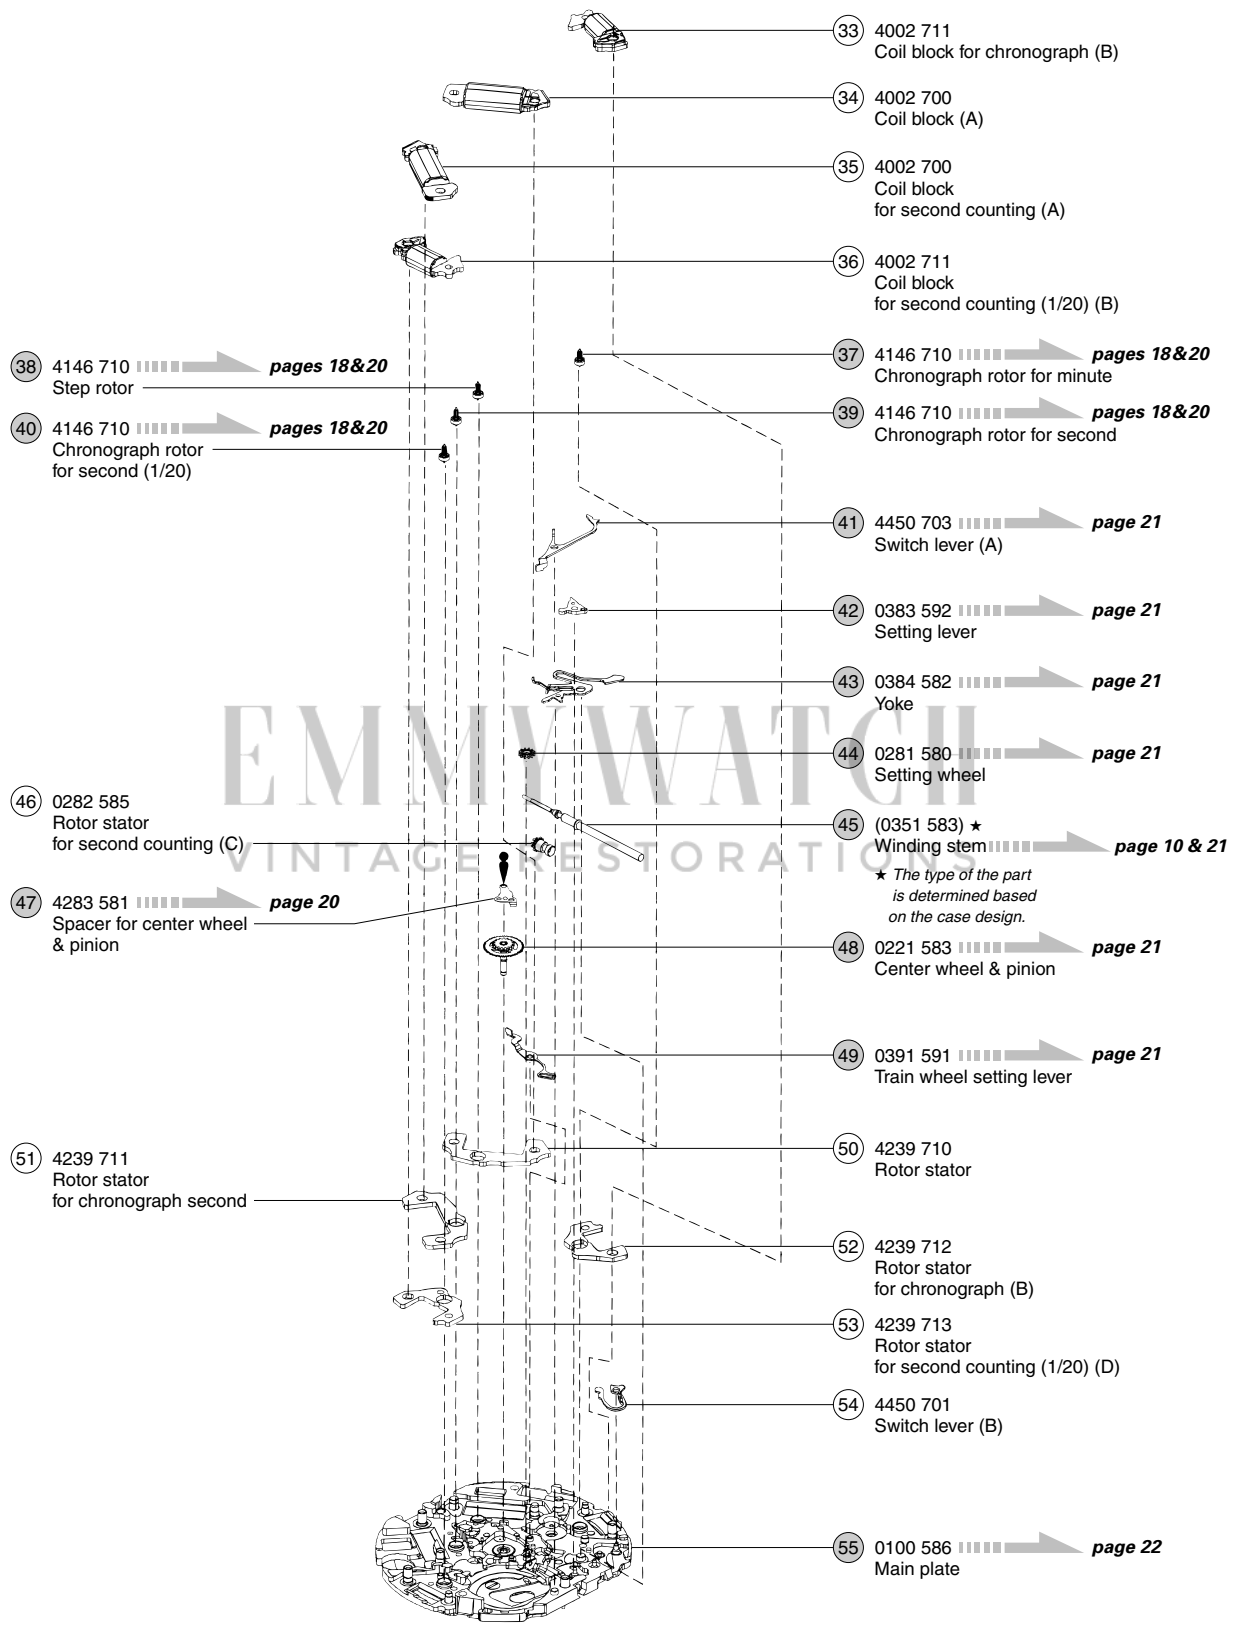 33 4002 711
Coil block for chronograph (B)
34 4002 700
Coil block (A)
35 4002 700
Coil block
for second counting (A)
36 4002 711
Coil block
for second counting (1/20) (B)
38 4146 710 pages 18&20
Step rotor
37 4146 710 pages 18&20
Chronograph rotor for minute
40 4146 710 pages 18&20
Chronograph rotor
for second (1/20)
39 4146 710 pages 18&20
Chronograph rotor for second
41 4450 703 page 21
Switch lever (A)
42 0383 592 page 21
Setting lever
43 0384 582 page 21
Yoke
EMMYWATCH
VINTAGE RESTORATIONS
44 0281 580 page 21
Setting wheel
46 0282 585
Rotor stator
for second counting (C)
45 (0351 583) ★
Winding stem page 10 & 21
★ The type of the part
is determined based
on the case design.
47 4283 581 page 20
Spacer for center wheel
& pinion
48 0221 583 page 21
Center wheel & pinion
49 0391 591 page 21
Train wheel setting lever
50 4239 710
Rotor stator
51 4239 711
Rotor stator
for chronograph second
52 4239 712
Rotor stator
for chronograph (B)
53 4239 713
Rotor stator
for second counting (1/20) (D)
54 4450 701
Switch lever (B)
55 0100 586 page 22
Main plate